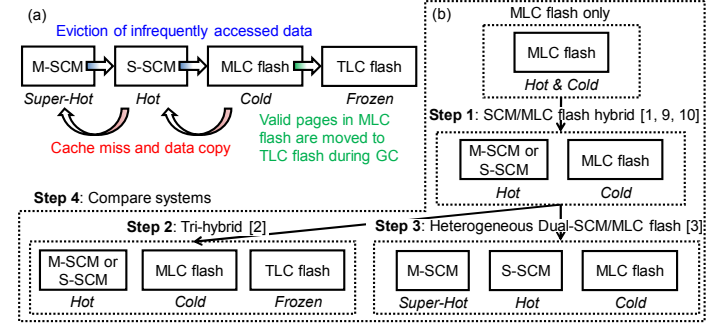 (a)
Eviction of infrequently accessed data
M-SCM
S-SCM
MLC flash
TLC flash
Super-Hot
Hot
Cold
Frozen
Cache miss and data copy
Valid pages in MLC
flash are moved to
TLC flash during GC
(b)
MLC flash only
MLC flash
Hot & Cold
Step 1: SCM/MLC flash hybrid [1, 9, 10]
M-SCM or
S-SCM
MLC flash
Hot
Cold
Step 4: Compare systems
Step 2: Tri-hybrid [2]
M-SCM or
S-SCM
MLC flash
TLC flash
Hot
Cold
Frozen
Step 3: Heterogeneous Dual-SCM/MLC flash [3]
M-SCM
S-SCM
MLC flash
Super-Hot
Hot
Cold